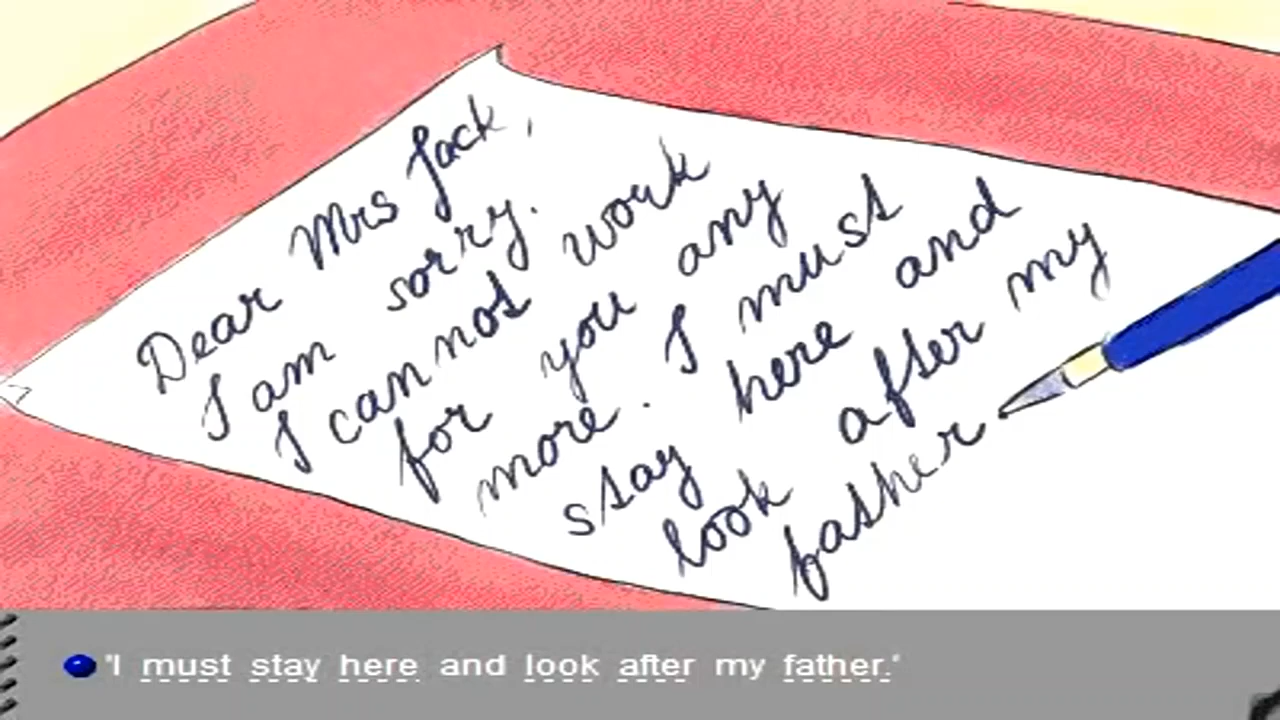 Dear Mrs Jack,
I am sorry.
I cannot work
for you any
more. I must
stay here and
look after my
father
'I must stay here and look after my father.'